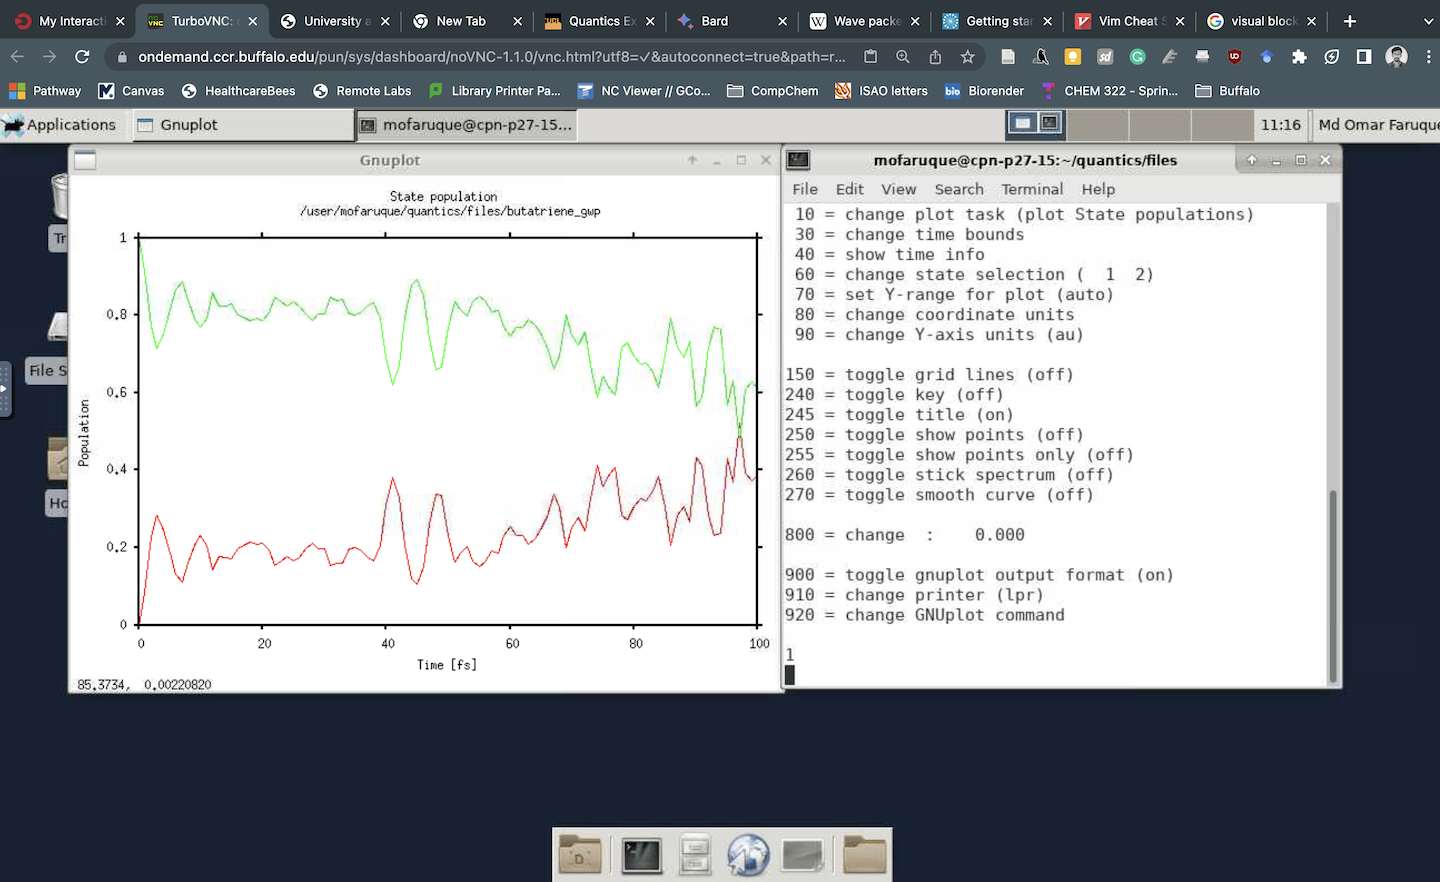 My Interacti
TurboVNC:
University a
New Tab
Quantics Ex
Bard
Wave packe
Getting star
Vim Cheat S
visual block
ondemand.ccr.buffalo.edu/pun/sys/dashboard/noVNC-1.1.0/vnc.html?utf8=✓&autoconnect=true&path=r...
Pathway
Canvas
HealthcareBees
Remote Labs
Library Printer Pa...
NC Viewer // GCo...
CompChem
ISAO letters
bio Biorender
CHEM 322 - Sprin...
Buffalo
Applications
Gnuplot
mofaruque@cpn-p27-15...
11:16
Md Omar Faruque
Tr
File S
Ho
Gnuplot
State population
/user/mofaruque/quantics/files/butatriene_gwp
Population
1
0.8
0.6
0.4
0.2
0
0 20 40 60 80 100
Time [fs]
85.3734, 0.00220820
mofaruque@cpn-p27-15:~/quantics/files
File Edit View Search Terminal Help
10 = change plot task (plot State populations)
30 = change time bounds
40 = show time info
60 = change state selection ( 1 2)
70 = set Y-range for plot (auto)
80 = change coordinate units
90 = change Y-axis units (au)
150 = toggle grid lines (off)
240 = toggle key (off)
245 = toggle title (on)
250 = toggle show points (off)
255 = toggle show points only (off)
260 = toggle stick spectrum (off)
270 = toggle smooth curve (off)
800 = change : 0.000
900 = toggle gnuplot output format (on)
910 = change printer (lpr)
920 = change GNUplot command
1